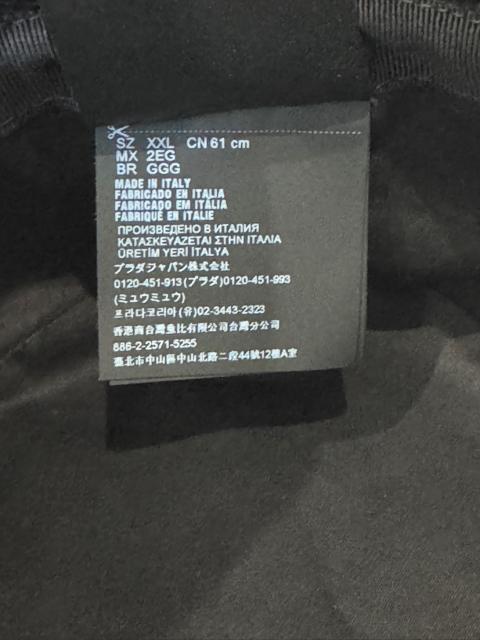 SZ XXL CN 61 cm
MX 2EG
BR GGG
MADE IN ITALY
FABRICADO EN ITALIA
FABRICADO EM ITÁLIA
FABRIQUÉ EN ITALIE
ПРОИЗВЕДЕНО В ИТАЛИЯ
ΚΑΤΑΣΚΕΥΑΖΕΤΑΙ ΣΤΗΝ ΙΤΑΛΙΑ
ÜRETİM YERİ İTALYA
プラダジャパン株式会社
0120-451-913 (プラダ) 0120-451-993
(ミュウミュウ)
프라다코리아(유)02-3443-2323
香港商台灣壹比有限公司台灣分公司
886-2-2571-5255
臺北市中山區中山北路二段44號12樓A室